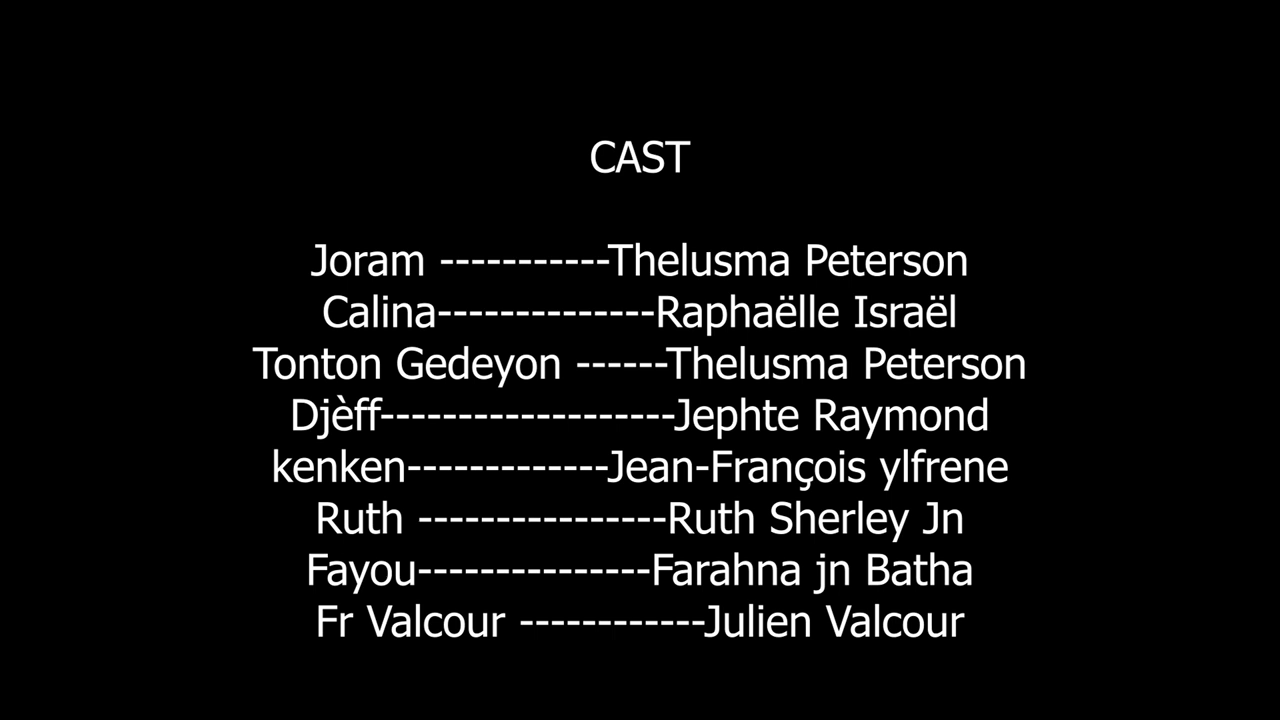 CAST
Joram -----------Thelusma Peterson
Calina--------------Raphaëlle Israël
Tonton Gedeyon ------Thelusma Peterson
Djèff-------------------Jephte Raymond
kenken-------------Jean-François ylfrene
Ruth ----------------Ruth Sherley Jn
Fayou---------------Farahna jn Batha
Fr Valcour ------------Julien Valcour